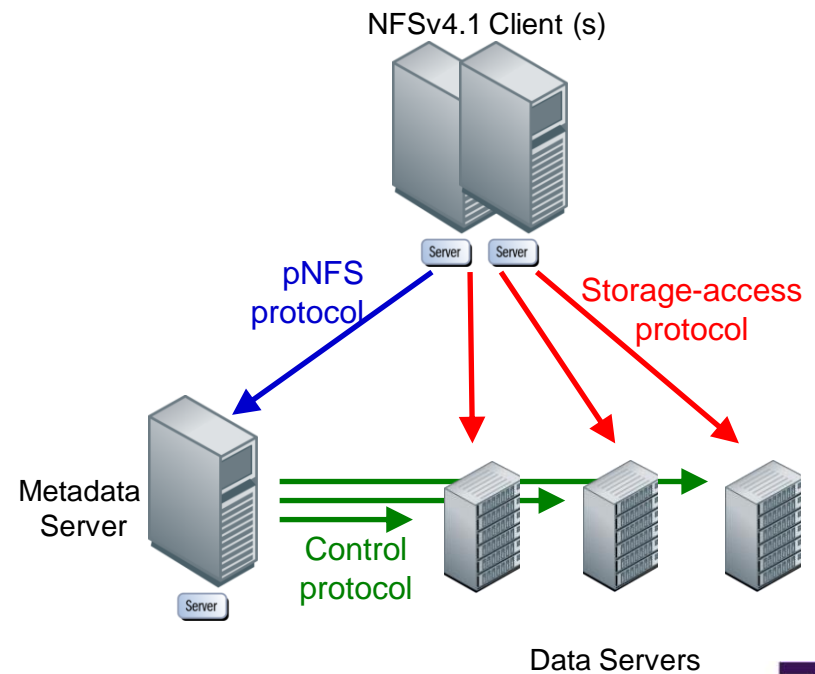 NFSv4.1 Client (s)
Server
Server
pNFS
protocol
Storage-access
protocol
Metadata
Server
Control
protocol
Server
Data Servers